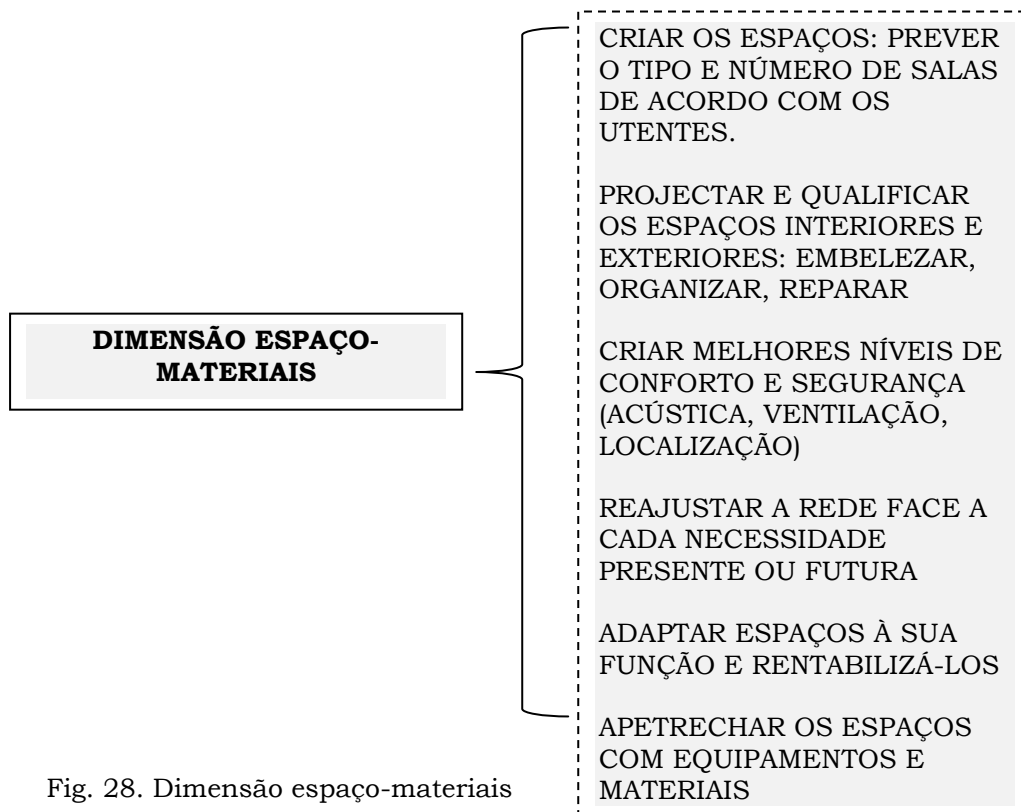 DIMENSÃO ESPAÇO-
MATERIAIS
CRIAR OS ESPAÇOS: PREVER
O TIPO E NÚMERO DE SALAS
DE ACORDO COM OS
UTENTES.
PROJECTAR E QUALIFICAR
OS ESPAÇOS INTERIORES E
EXTERIORES: EMBELEZAR,
ORGANIZAR, REPARAR
CRIAR MELHORES NÍVEIS DE
CONFORTO E SEGURANÇA
(ACÚSTICA, VENTILAÇÃO,
LOCALIZAÇÃO)
REAJUSTAR A REDE FACE A
CADA NECESSIDADE
PRESENTE OU FUTURA
ADAPTAR ESPAÇOS À SUA
FUNÇÃO E RENTABILIZÁ-LOS
APETRECHAR OS ESPAÇOS
COM EQUIPAMENTOS E
MATERIAIS
Fig. 28. Dimensão espaço-materiais